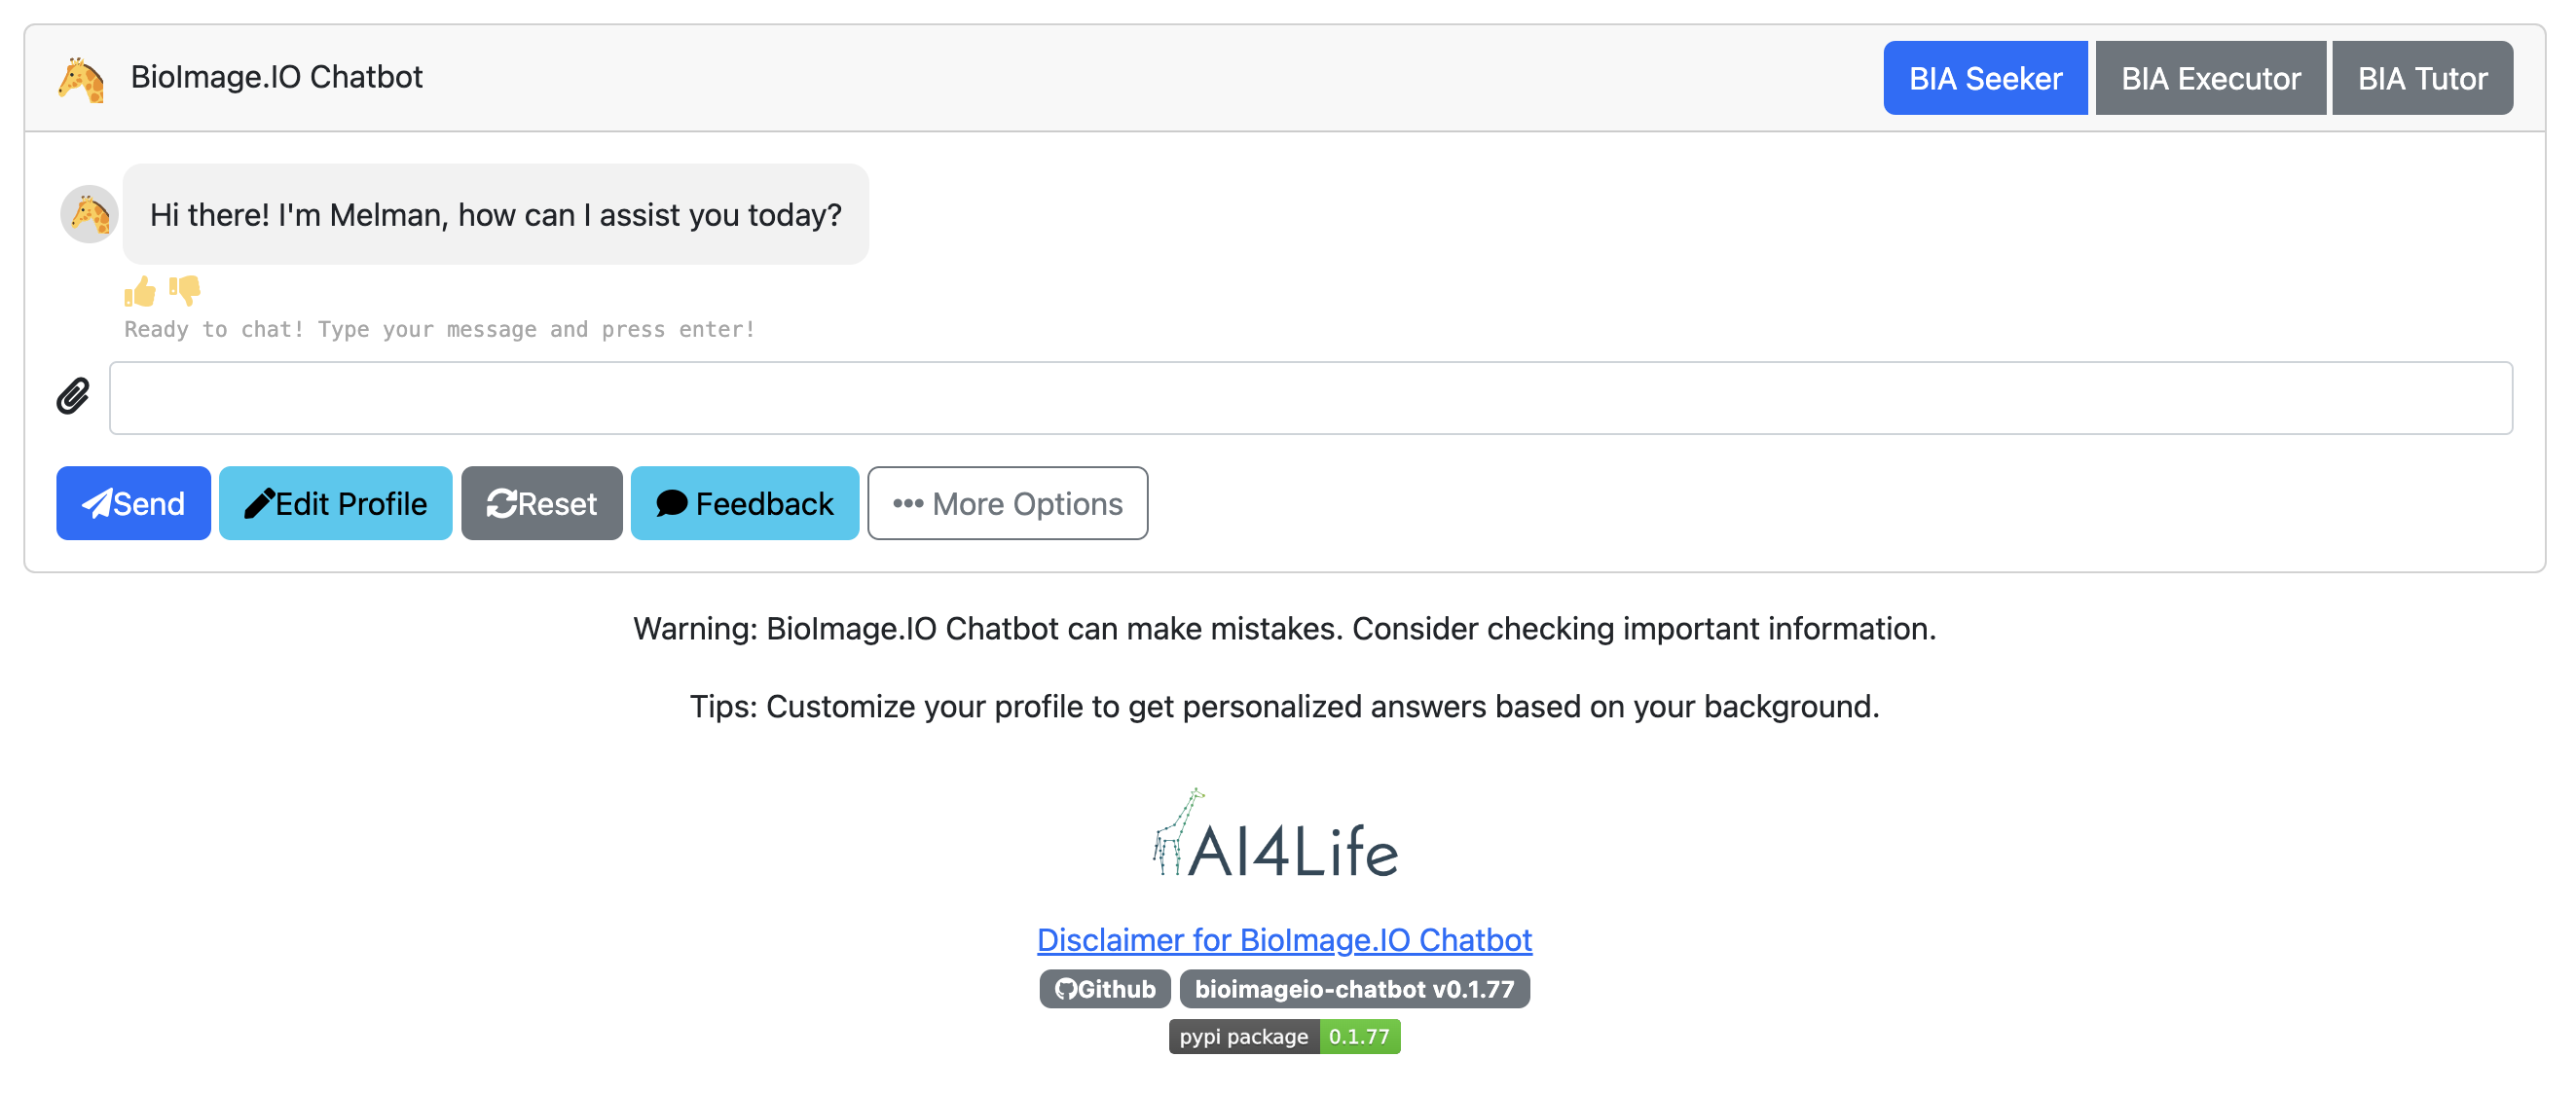 BioImage.IO Chatbot
BIA Seeker
BIA Executor
BIA Tutor
Hi there! I'm Melman, how can I assist you today?
Ready to chat! Type your message and press enter!
Send
Edit Profile
Reset
Feedback
••• More Options
Warning: BioImage.IO Chatbot can make mistakes. Consider checking important information.
Tips: Customize your profile to get personalized answers based on your background.
AI4Life
Disclaimer for BioImage.IO Chatbot
Github
bioimageio-chatbot v0.1.77
pypi package 0.1.77